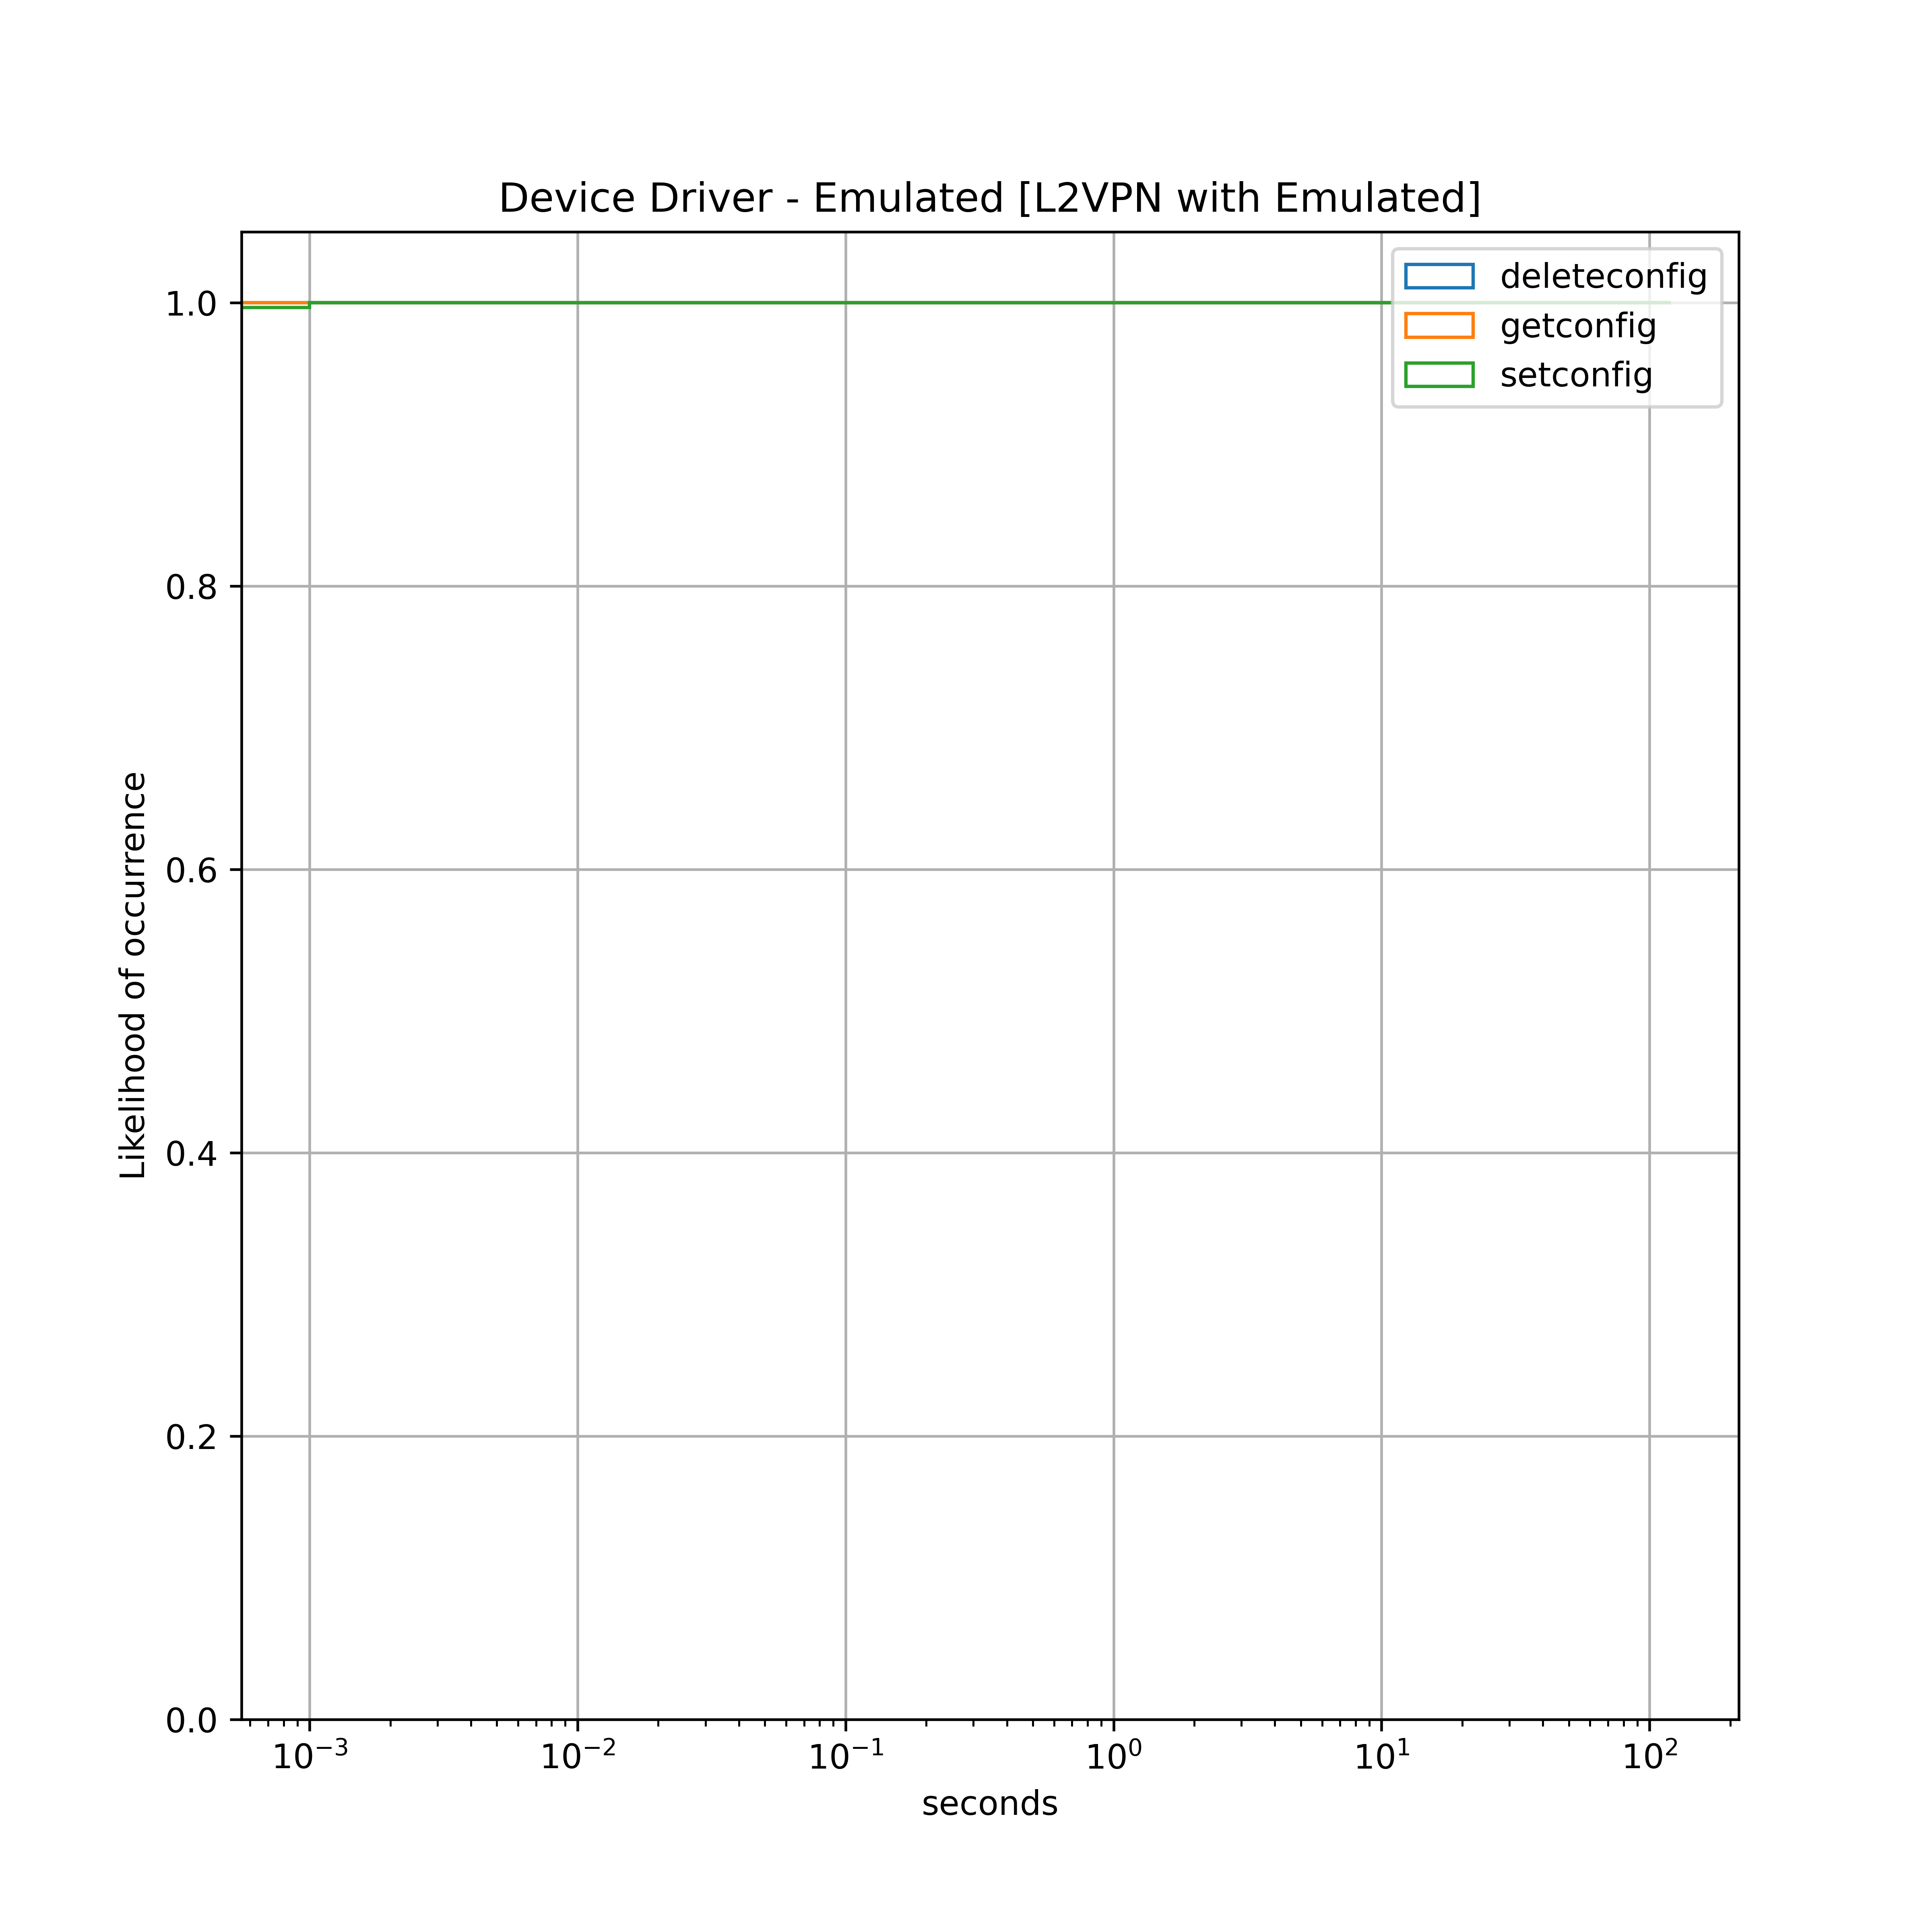 Device Driver - Emulated [L2VPN with Emulated]
deleteconfig
getconfig
setconfig
1.0
0.8
0.6
0.4
0.2
0.0
Likelihood of occurrence
10⁻³ 10⁻² 10⁻¹ 10⁰ 10¹ 10²
seconds